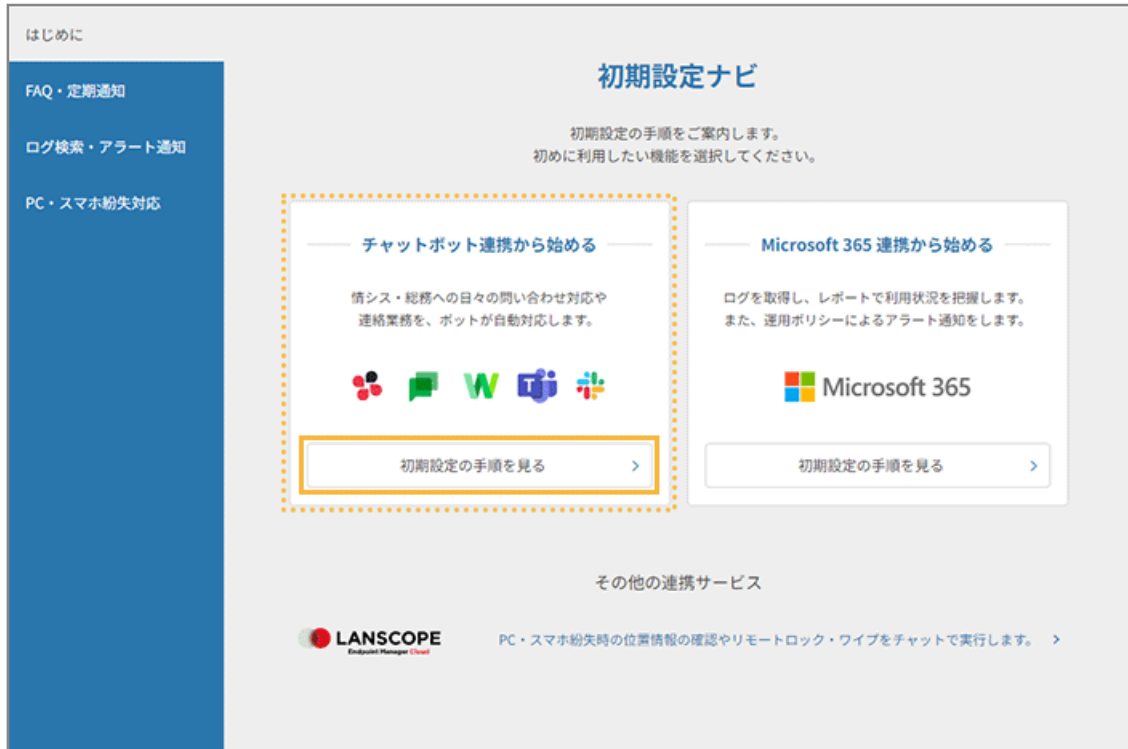 はじめに
FAQ・定期通知
ログ検索・アラート通知
PC・スマホ紛失対応
初期設定ナビ
初期設定の手順をご案内します。
初めに利用したい機能を選択してください。
チャットボット連携から始める
情シス・総務への日々の問い合わせ対応や
連絡業務を、ボットが自動対応します。
初期設定の手順を見る
Microsoft 365 連携から始める
ログを取得し、レポートで利用状況を把握します。
また、運用ポリシーによるアラート通知をします。
Microsoft 365
初期設定の手順を見る
その他の連携サービス
LANSCOPE
Endpoint Manager Cloud
PC・スマホ紛失時の位置情報の確認やリモートロック・ワイプをチャットで実行します。